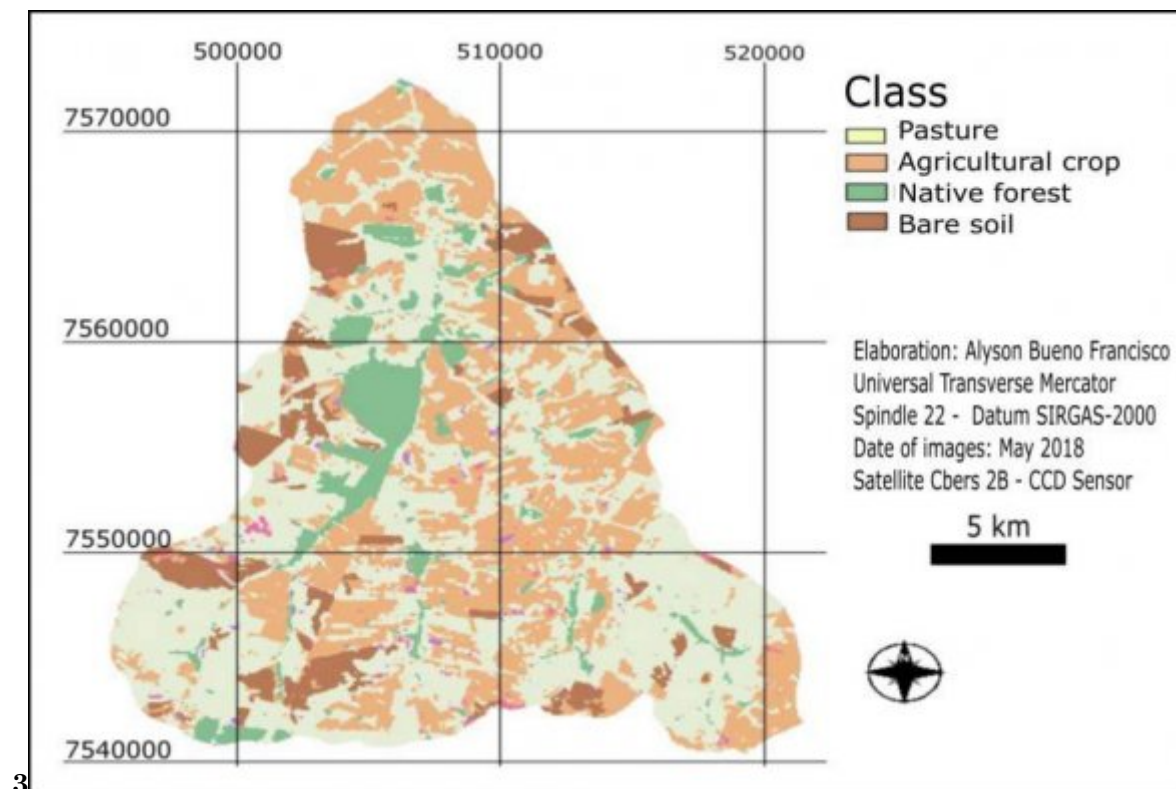 500000 510000 520000
7570000
7560000
7550000
7540000
Class
Pasture
Agricultural crop
Native forest
Bare soil
Elaboration: Alyson Bueno Francisco
Universal Transverse Mercator
Spindle 22 - Datum SIRGAS-2000
Date of images: May 2018
Satellite Cbers 2B - CCD Sensor
5 km
3